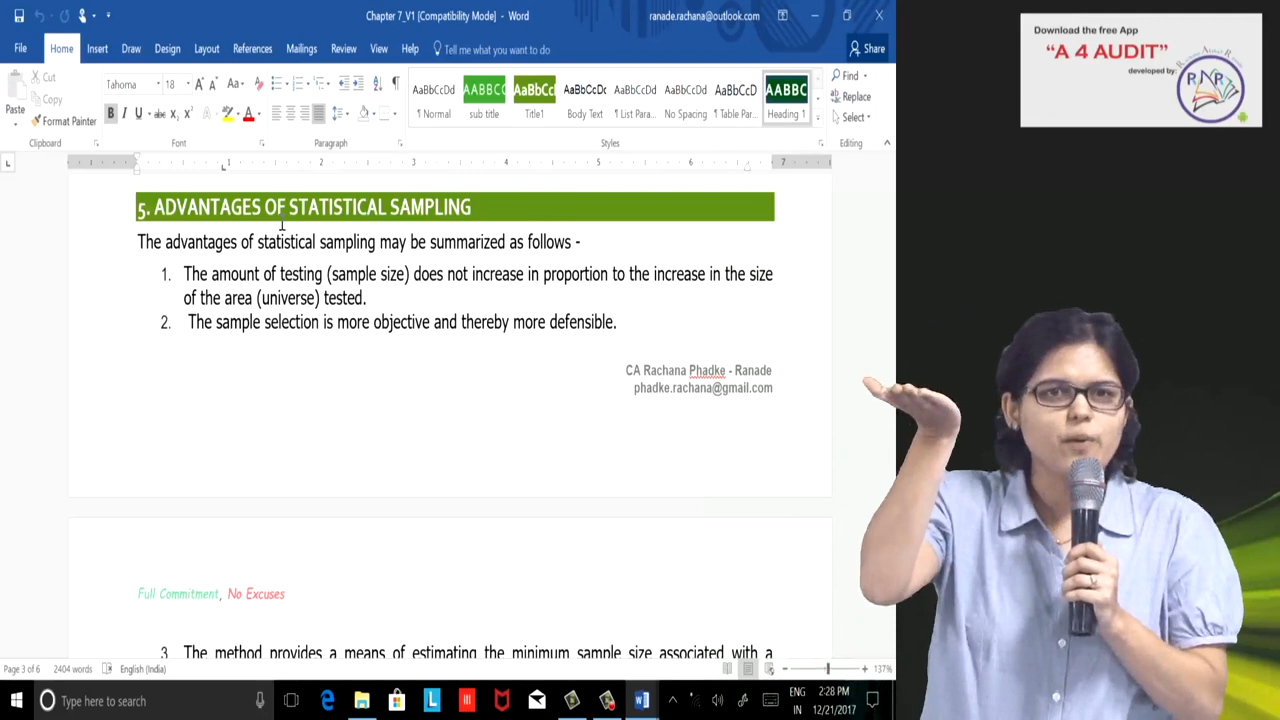 Chapter 7_V1 [Compatibility Mode] - Word
ranade.rachana@outlook.com
File Home Insert Draw Design Layout References Mailings Review View Help Tell me what you want to do Share
Paste
Cut
Copy
Format Painter
Tahoma 18
AaBbCcDd ¶ Normal
AABBCC sub title
AaBbCc Title1
AaBbCcDc Body Text
AaBbCcDd ¶ List Para...
AaBbCcDd No Spacing
AaBbCcD ¶ Table Par...
AABBC Heading 1
Find
Replace
Select
Clipboard Font Paragraph Styles Editing
1 2 3 4 5 6 7
5. ADVANTAGES OF STATISTICAL SAMPLING
The advantages of statistical sampling may be summarized as follows -
1. The amount of testing (sample size) does not increase in proportion to the increase in the size
of the area (universe) tested.
2. The sample selection is more objective and thereby more defensible.
CA Rachana Phadke - Ranade
phadke.rachana@gmail.com
Full Commitment, No Excuses
3 The method provides a means of estimating the minimum sample size associated with a
Page 3 of 6 2404 words English (India) 137%
Type here to search
ENG
IN
2:28 PM
12/21/2017
Download the free App
"A 4 AUDIT"
developed by:
RNR